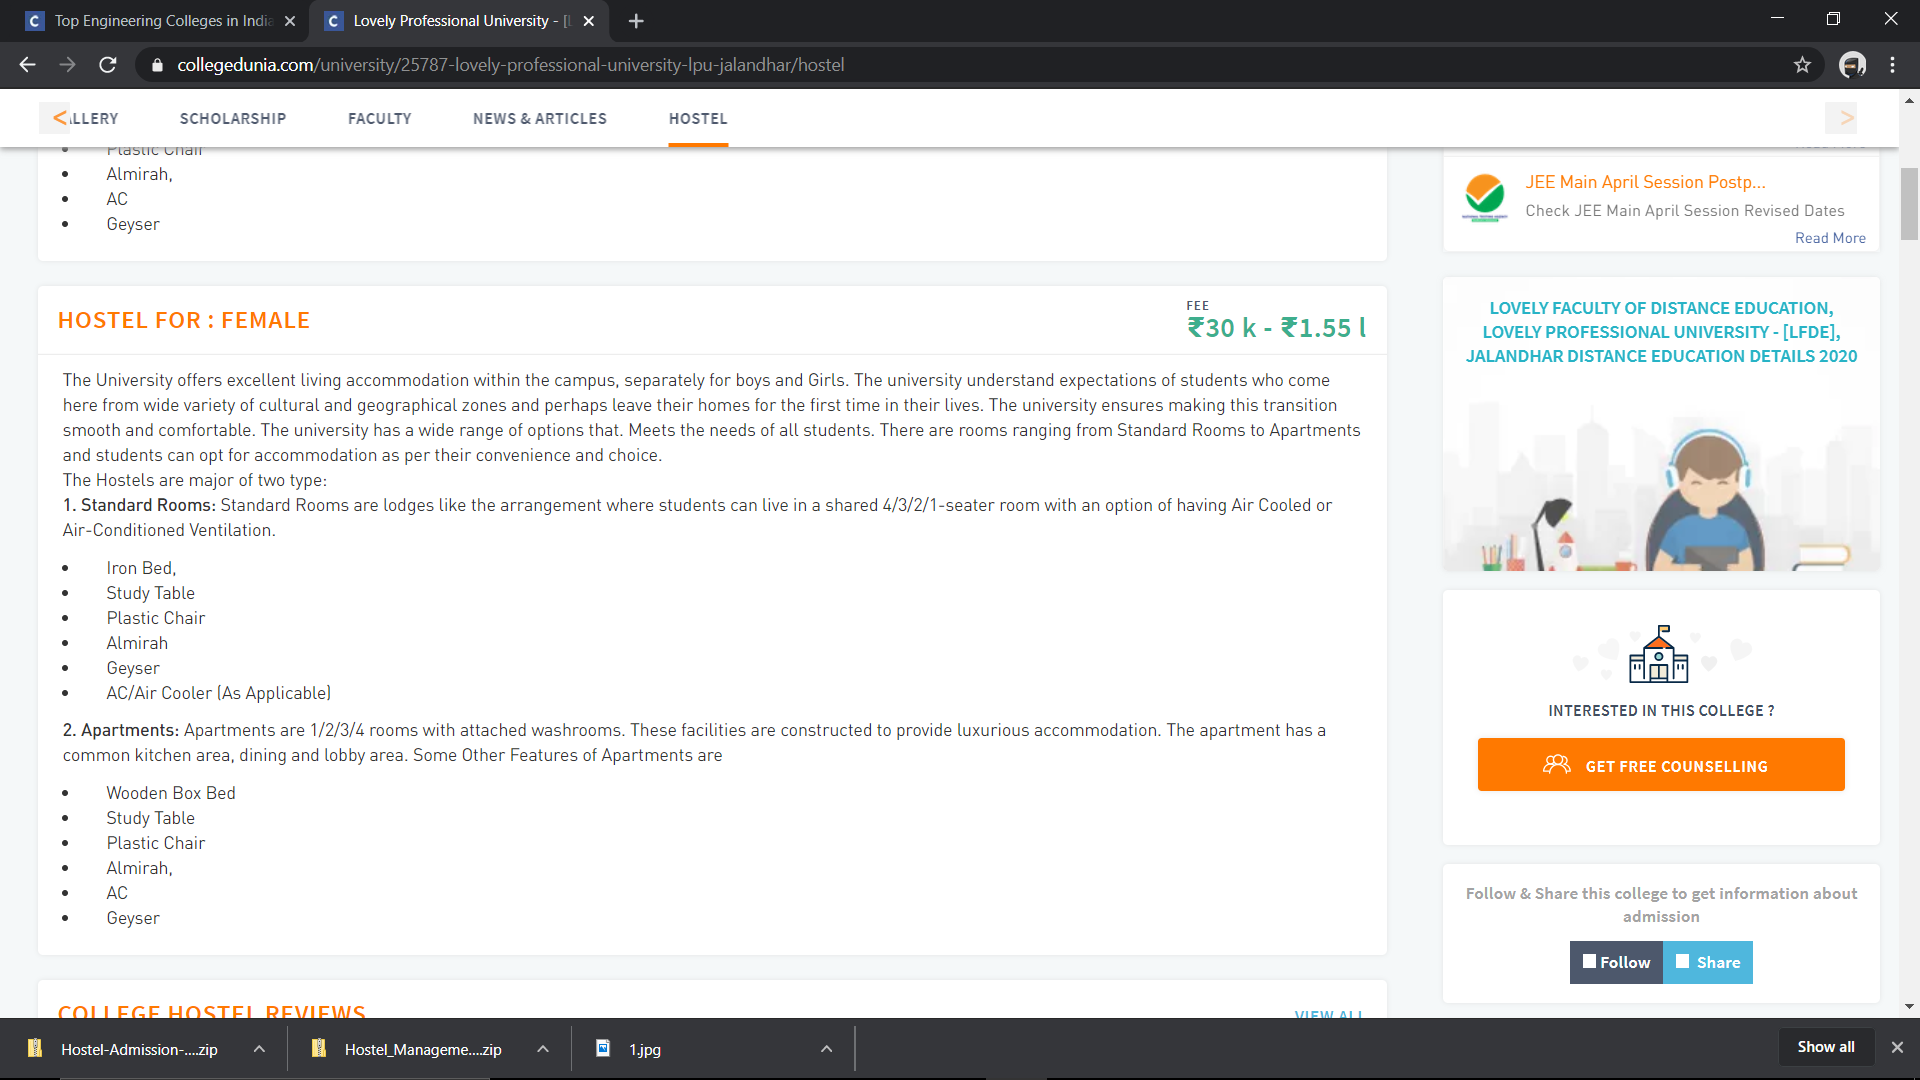 Top Engineering Colleges in India
Lovely Professional University - [L
collegedunia.com/university/25787-lovely-professional-university-lpu-jalandhar/hostel
< ALLERY
SCHOLARSHIP
FACULTY
NEWS & ARTICLES
HOSTEL
>
• Plastic Chair
• Almirah,
• AC
• Geyser
HOSTEL FOR : FEMALE
FEE
₹30 k - ₹1.55 l
The University offers excellent living accommodation within the campus, separately for boys and Girls. The university understand expectations of students who come
here from wide variety of cultural and geographical zones and perhaps leave their homes for the first time in their lives. The university ensures making this transition
smooth and comfortable. The university has a wide range of options that. Meets the needs of all students. There are rooms ranging from Standard Rooms to Apartments
and students can opt for accommodation as per their convenience and choice.
The Hostels are major of two type:
1. Standard Rooms: Standard Rooms are lodges like the arrangement where students can live in a shared 4/3/2/1-seater room with an option of having Air Cooled or
Air-Conditioned Ventilation.
• Iron Bed,
• Study Table
• Plastic Chair
• Almirah
• Geyser
• AC/Air Cooler (As Applicable)
2. Apartments: Apartments are 1/2/3/4 rooms with attached washrooms. These facilities are constructed to provide luxurious accommodation. The apartment has a
common kitchen area, dining and lobby area. Some Other Features of Apartments are
• Wooden Box Bed
• Study Table
• Plastic Chair
• Almirah,
• AC
• Geyser
COLLEGE HOSTEL REVIEWS
VIEW ALL
Read More
JEE Main April Session Postp...
Check JEE Main April Session Revised Dates
Read More
LOVELY FACULTY OF DISTANCE EDUCATION,
LOVELY PROFESSIONAL UNIVERSITY - [LFDE],
JALANDHAR DISTANCE EDUCATION DETAILS 2020
INTERESTED IN THIS COLLEGE ?
GET FREE COUNSELLING
Follow & Share this college to get information about
admission
Follow
Share
Hostel-Admission-....zip
Hostel_Manageme....zip
1.jpg
Show all